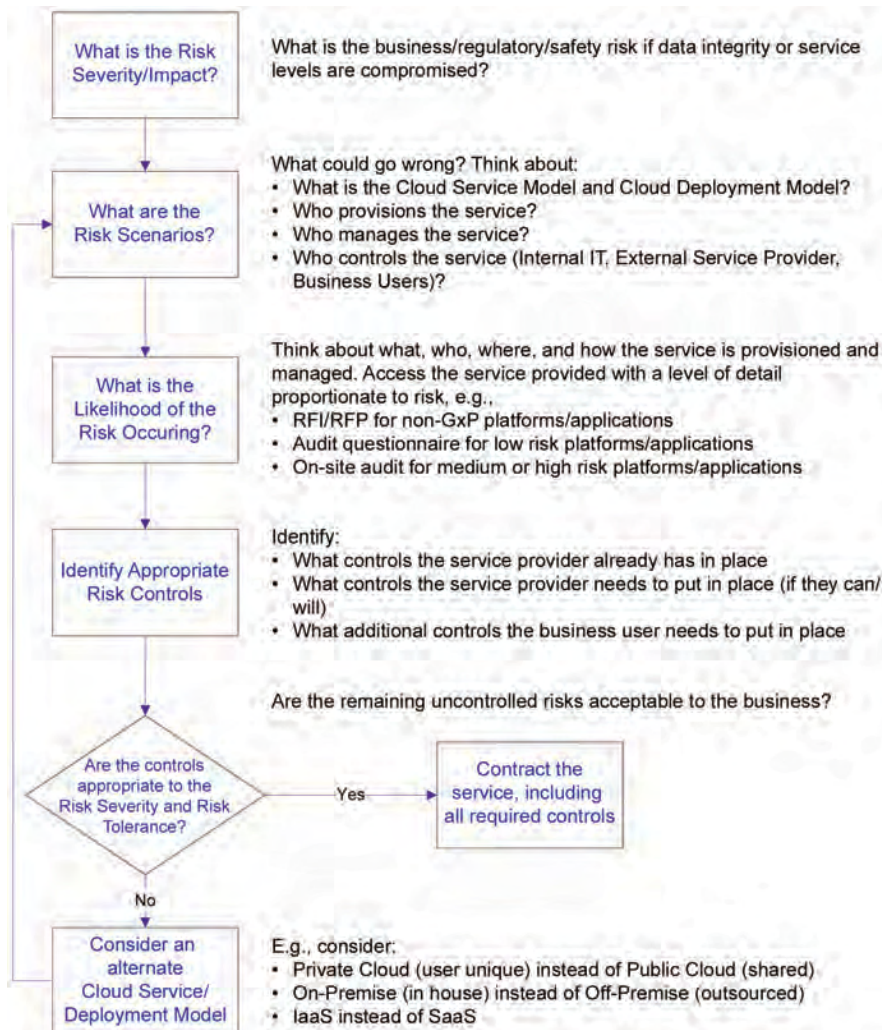 What is the Risk
Severity/Impact?
What is the business/regulatory/safety risk if data integrity or service
levels are compromised?
What are the
Risk Scenarios?
What could go wrong? Think about:
• What is the Cloud Service Model and Cloud Deployment Model?
• Who provisions the service?
• Who manages the service?
• Who controls the service (Internal IT, External Service Provider,
Business Users)?
What is the
Likelihood of the
Risk Occuring?
Think about what, who, where, and how the service is provisioned and
managed. Access the service provided with a level of detail
proportionate to risk, e.g.,
• RFI/RFP for non-GxP platforms/applications
• Audit questionnaire for low risk platforms/applications
• On-site audit for medium or high risk platforms/applications
Identify Appropriate
Risk Controls
Identify:
• What controls the service provider already has in place
• What controls the service provider needs to put in place (if they can/
will)
• What additional controls the business user needs to put in place
Are the remaining uncontrolled risks acceptable to the business?
Are the controls
appropriate to the
Risk Severity and Risk
Tolerance?
Yes
Contract the
service, including
all required controls
No
Consider an
alternate
Cloud Service/
Deployment Model
E.g., consider:
• Private Cloud (user unique) instead of Public Cloud (shared)
• On-Premise (in house) instead of Off-Premise (outsourced)
• IaaS instead of SaaS